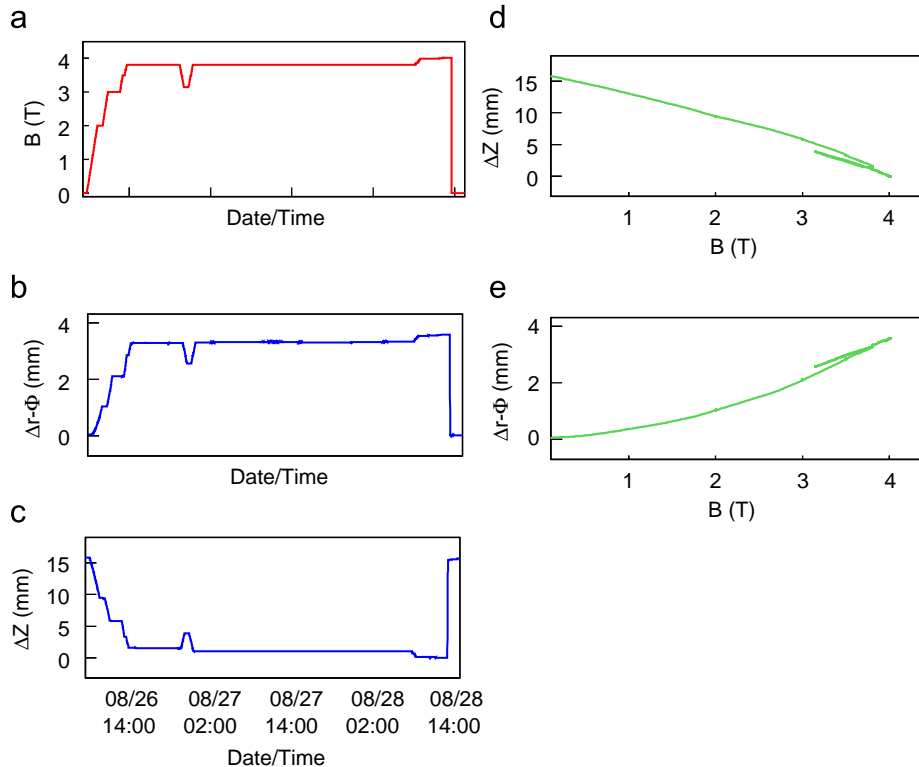 a
4
3
2
1
0
B (T)
Date/Time
b
4
2
0
Δr-Φ (mm)
Date/Time
c
15
10
5
0
ΔZ (mm)
08/26 08/27 08/27 08/28 08/28
14:00 02:00 14:00 02:00 14:00
Date/Time
d
15
10
5
0
ΔZ (mm)
1 2 3 4
B (T)
e
4
2
0
Δr-Φ (mm)
1 2 3 4
B (T)